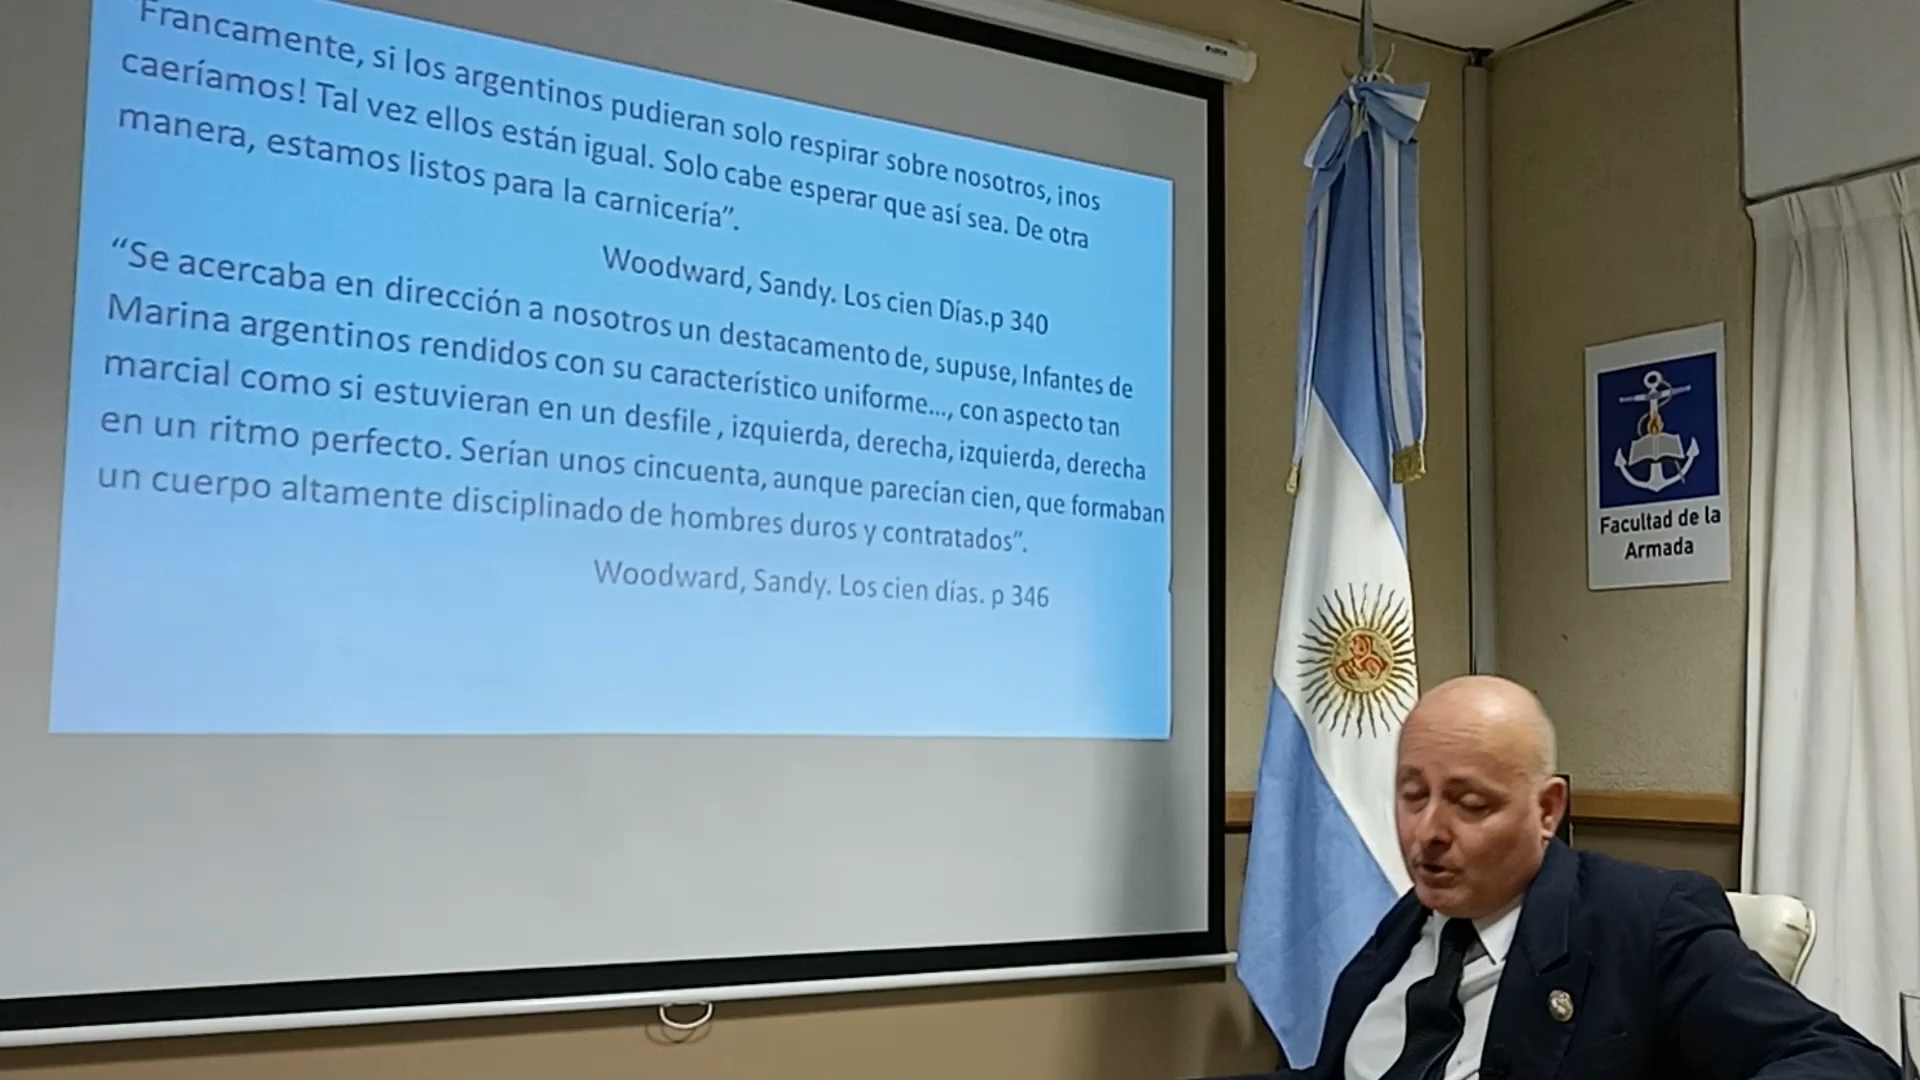 Francamente, si los argentinos pudieran solo respirar sobre nosotros, ¡nos
caeríamos! Tal vez ellos están igual. Solo cabe esperar que así sea. De otra
manera, estamos listos para la carnicería”.
Woodward, Sandy. Los cien Días.p 340
“Se acercaba en dirección a nosotros un destacamento de, supuse, Infantes de
Marina argentinos rendidos con su característico uniforme..., con aspecto tan
marcial como si estuvieran en un desfile , izquierda, derecha, izquierda, derecha
en un ritmo perfecto. Serían unos cincuenta, aunque parecían cien, que formaban
un cuerpo altamente disciplinado de hombres duros y contratados”.
Woodward, Sandy. Los cien días. p 346
Facultad de la
Armada